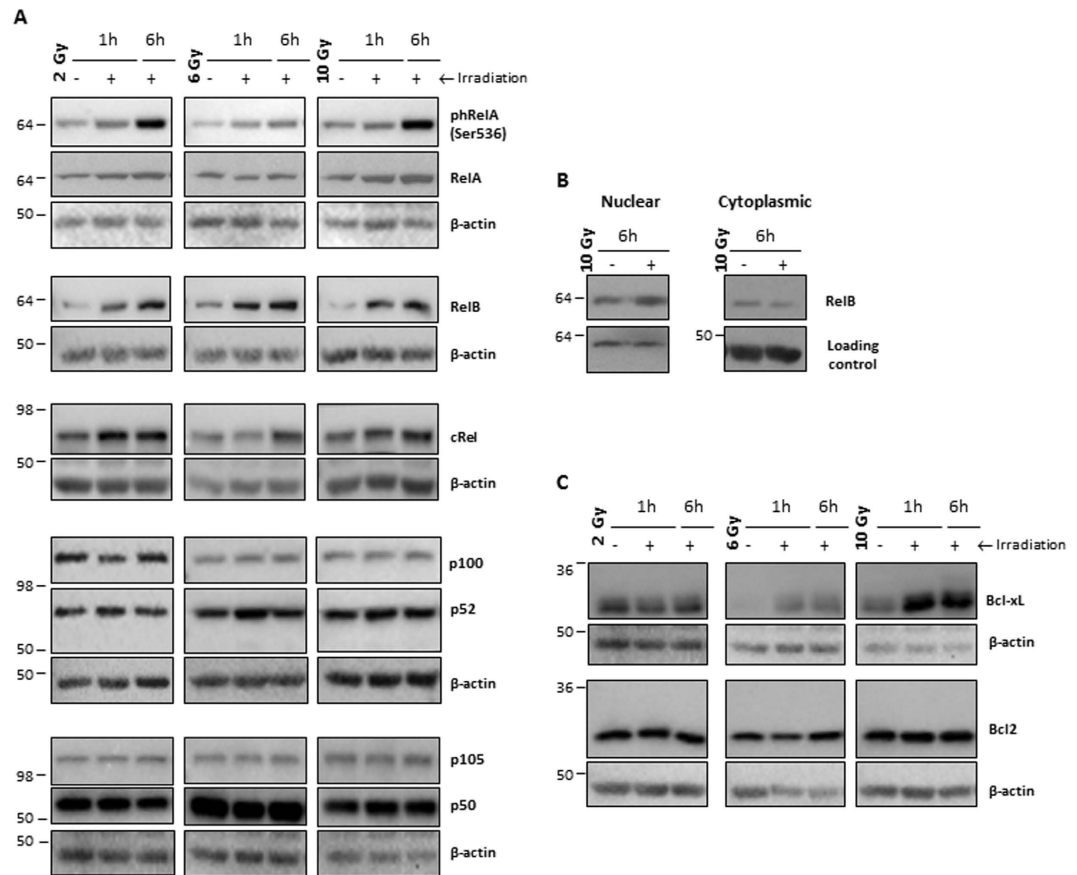 A
2 Gy 1h 6h 6 Gy 1h 6h 10 Gy 1h 6h
- + + - + + - + + ← Irradiation
64 phRelA
(Ser536)
64 RelA
50 β-actin
64 RelB
50 β-actin
98 cRel
50 β-actin
p100
98 p52
50
50 β-actin
p105
98
50 p50
50 β-actin
B
Nuclear Cytoplasmic
10 Gy 6h 10 Gy 6h
- + - +
64 RelB
64 50 Loading
control
C
2 Gy 1h 6h 6 Gy 1h 6h 10 Gy 1h 6h
- + + - + + - + + ← Irradiation
36 Bcl-xL
50 β-actin
36 Bcl2
50 β-actin